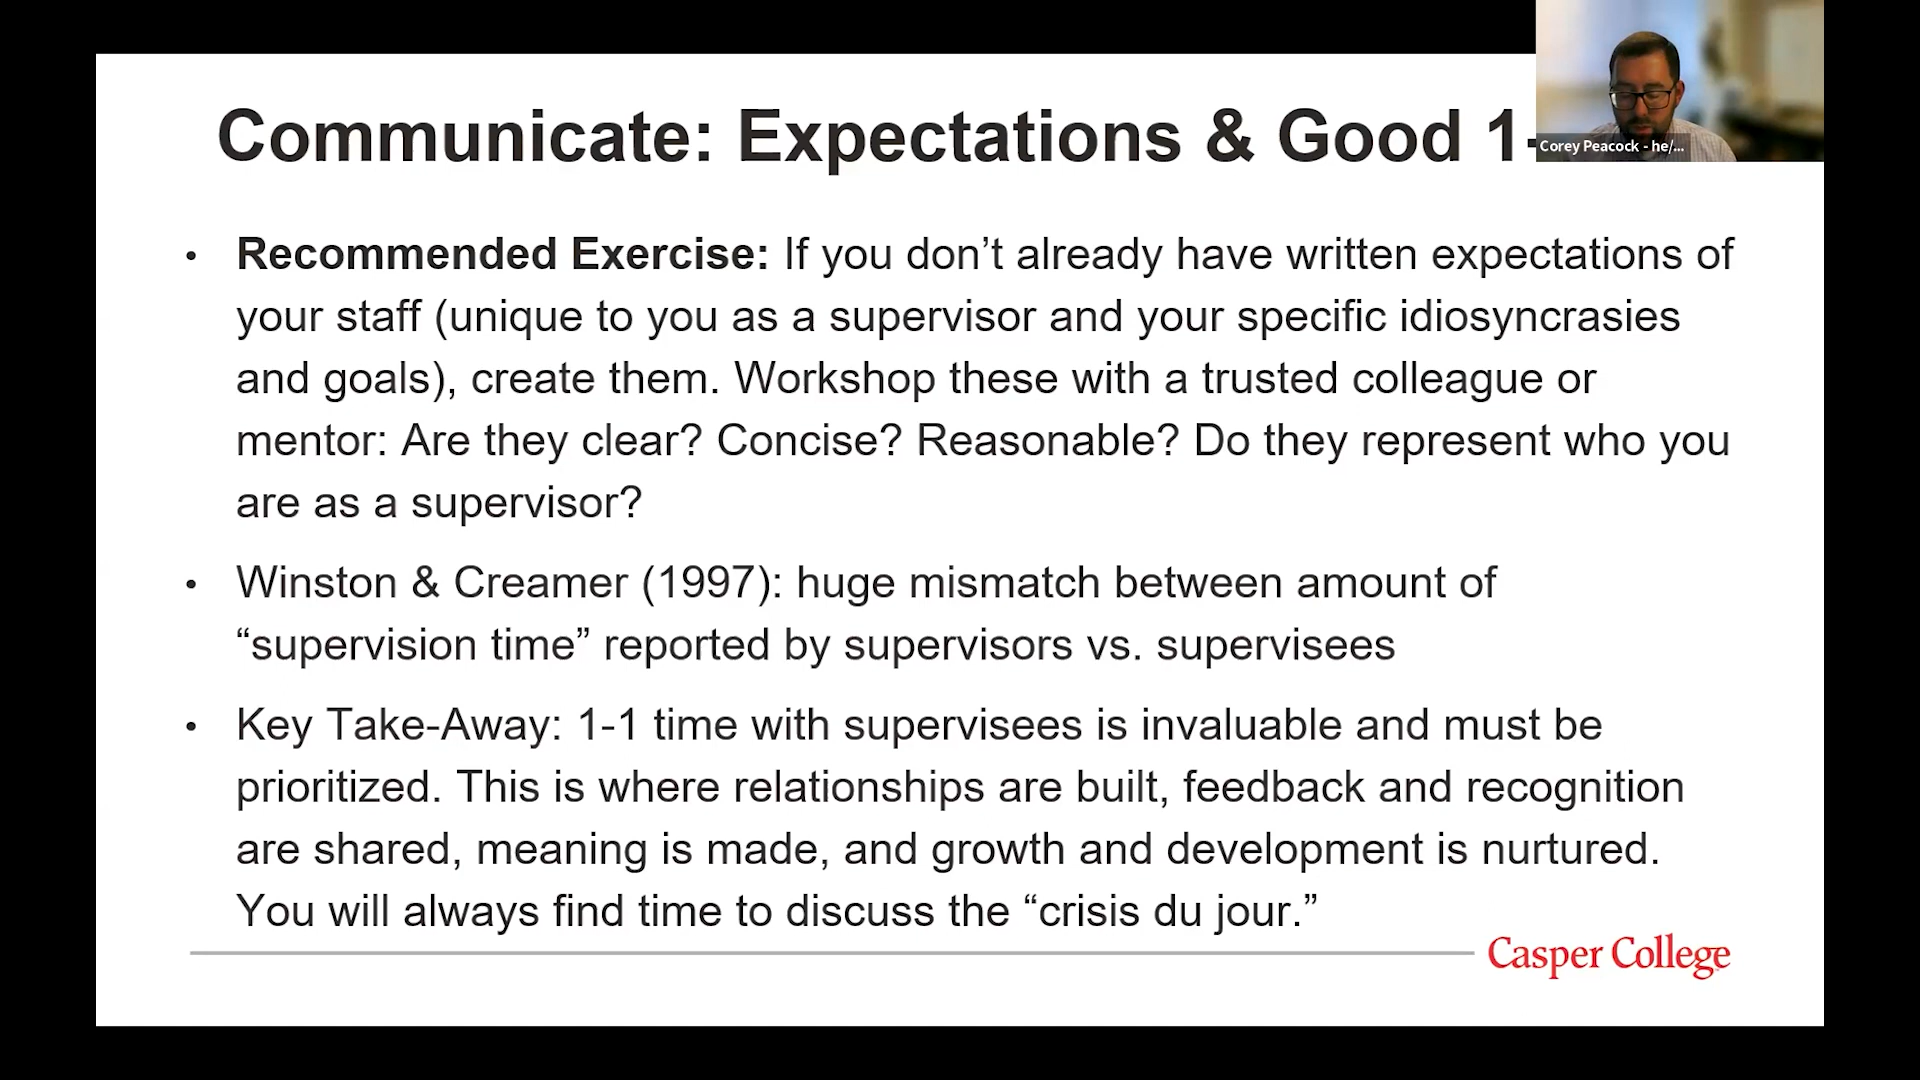 Communicate: Expectations & Good 1-
Corey Peacock - he/...
• Recommended Exercise: If you don’t already have written expectations of
your staff (unique to you as a supervisor and your specific idiosyncrasies
and goals), create them. Workshop these with a trusted colleague or
mentor: Are they clear? Concise? Reasonable? Do they represent who you
are as a supervisor?
• Winston & Creamer (1997): huge mismatch between amount of
“supervision time” reported by supervisors vs. supervisees
• Key Take-Away: 1-1 time with supervisees is invaluable and must be
prioritized. This is where relationships are built, feedback and recognition
are shared, meaning is made, and growth and development is nurtured.
You will always find time to discuss the “crisis du jour.”
Casper College